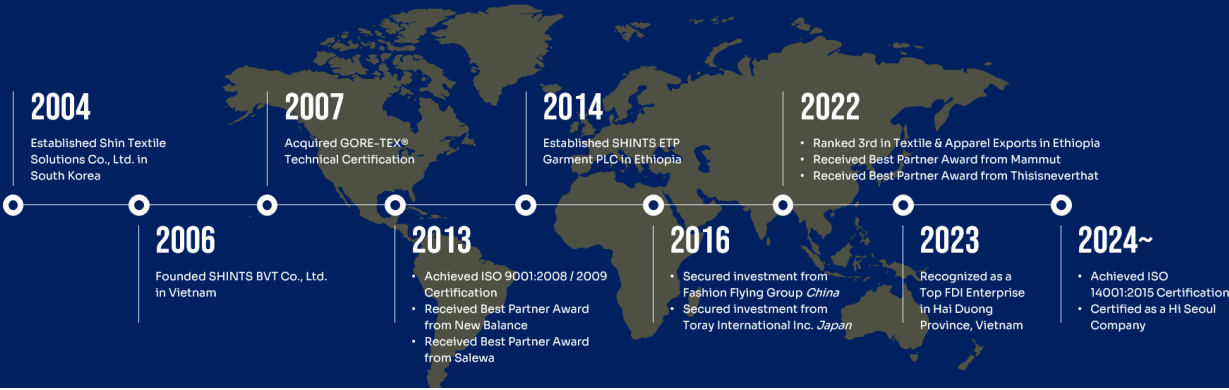 2004
Established Shin Textile
Solutions Co., Ltd. in
South Korea
2006
Founded SHINTS BVT Co., Ltd.
in Vietnam
2007
Acquired GORE-TEX®
Technical Certification
2013
• Achieved ISO 9001:2008 / 2009
Certification
• Received Best Partner Award
from New Balance
• Received Best Partner Award
from Salewa
2014
Established SHINTS ETP
Garment PLC in Ethiopia
2016
• Secured investment from
Fashion Flying Group China
• Secured investment from
Toray International Inc. Japan
2022
• Ranked 3rd in Textile & Apparel Exports in Ethiopia
• Received Best Partner Award from Mammut
• Received Best Partner Award from Thisisneverthat
2023
Recognized as a
Top FDI Enterprise
in Hai Duong
Province, Vietnam
2024~
• Achieved ISO
14001:2015 Certification
• Certified as a Hi Seoul
Company